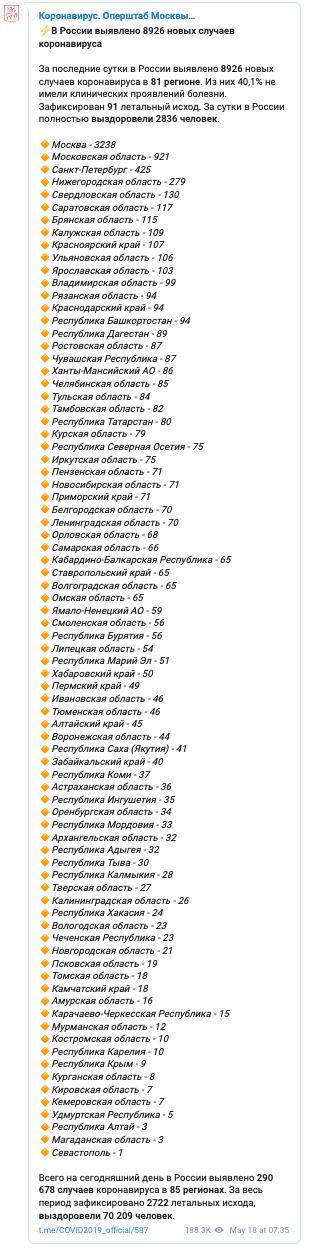 Коронавирус. Оперштаб Москвы…
⚡В России выявлено 8926 новых случаев
коронавируса
За последние сутки в России выявлено 8926 новых
случаев коронавируса в 81 регионе. Из них 40,1% не
имели клинических проявлений болезни.
Зафиксирован 91 летальный исход. За сутки в России
полностью выздоровели 2836 человек.
🔸Москва - 3238
🔸Московская область - 921
🔸Санкт-Петербург - 425
🔸Нижегородская область - 279
🔸Свердловская область - 130
🔸Саратовская область - 117
🔸Брянская область - 115
🔸Калужская область - 109
🔸Красноярский край - 107
🔸Ульяновская область - 106
🔸Ярославская область - 103
🔸Владимирская область - 99
🔸Рязанская область - 94
🔸Краснодарский край - 94
🔸Республика Башкортостан - 94
🔸Республика Дагестан - 89
🔸Ростовская область - 87
🔸Чувашская Республика - 87
🔸Ханты-Мансийский АО - 86
🔸Челябинская область - 85
🔸Тульская область - 84
🔸Тамбовская область - 82
🔸Республика Татарстан - 80
🔸Курская область - 79
🔸Республика Северная Осетия - 75
🔸Иркутская область - 75
🔸Пензенская область - 71
🔸Новосибирская область - 71
🔸Приморский край - 71
🔸Белгородская область - 70
🔸Ленинградская область - 70
🔸Орловская область - 68
🔸Самарская область - 66
🔸Кабардино-Балкарская Республика - 65
🔸Ставропольский край - 65
🔸Волгоградская область - 65
🔸Омская область - 65
🔸Ямало-Ненецкий АО - 59
🔸Смоленская область - 56
🔸Республика Бурятия - 56
🔸Липецкая область - 54
🔸Республика Марий Эл - 51
🔸Хабаровский край - 50
🔸Пермский край - 49
🔸Ивановская область - 46
🔸Тюменская область - 46
🔸Алтайский край - 45
🔸Воронежская область - 44
🔸Республика Саха (Якутия) - 41
🔸Забайкальский край - 40
🔸Республика Коми - 37
🔸Астраханская область - 36
🔸Республика Ингушетия - 35
🔸Оренбургская область - 34
🔸Республика Мордовия - 33
🔸Архангельская область - 32
🔸Республика Адыгея - 32
🔸Республика Тыва - 30
🔸Республика Калмыкия - 28
🔸Тверская область - 27
🔸Калининградская область - 26
🔸Республика Хакасия - 24
🔸Вологодская область - 23
🔸Чеченская Республика - 23
🔸Новгородская область - 21
🔸Псковская область - 19
🔸Томская область - 18
🔸Камчатский край - 18
🔸Амурская область - 16
🔸Карачаево-Черкесская Республика - 15
🔸Мурманская область - 12
🔸Костромская область - 10
🔸Республика Карелия - 10
🔸Республика Крым - 9
🔸Курганская область - 8
🔸Кировская область - 7
🔸Кемеровская область - 7
🔸Удмуртская Республика - 5
🔸Республика Алтай - 3
🔸Магаданская область - 3
🔸Севастополь - 1
Всего на сегодняшний день в России выявлено 290
678 случаев коронавируса в 85 регионах. За весь
период зафиксировано 2722 летальных исхода,
выздоровели 70 209 человек.
t.me/COVID2019_official/587 188.3K May 18 at 07:35